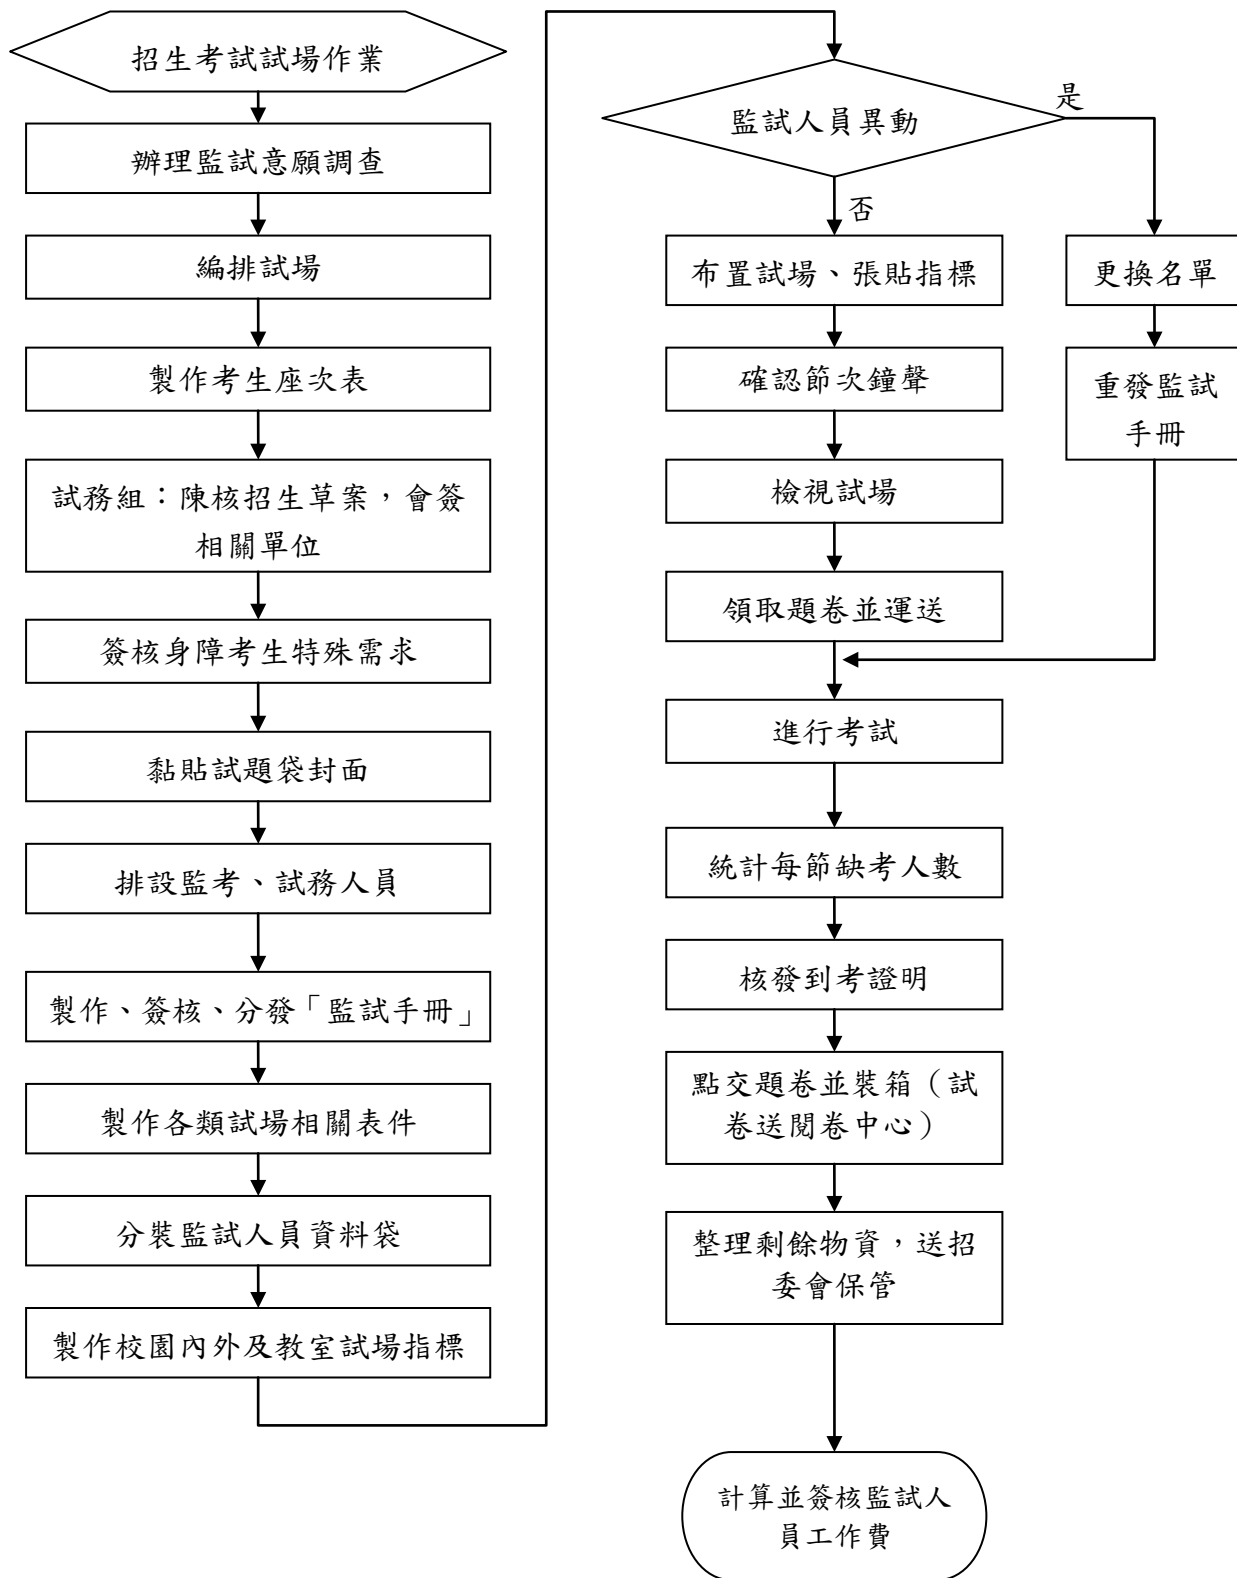 招生考試試場作業
辦理監試意願調查
編排試場
製作考生座次表
試務組：陳核招生草案，會簽
相關單位
簽核身障考生特殊需求
黏貼試題袋封面
排設監考、試務人員
製作、簽核、分發「監試手冊」
製作各類試場相關表件
分裝監試人員資料袋
製作校園內外及教室試場指標
監試人員異動
是
否
布置試場、張貼指標
更換名單
確認節次鐘聲
重發監試
手冊
檢視試場
領取題卷並運送
進行考試
統計每節缺考人數
核發到考證明
點交題卷並裝箱（試
卷送閱卷中心）
整理剩餘物資，送招
委會保管
計算並簽核監試人
員工作費